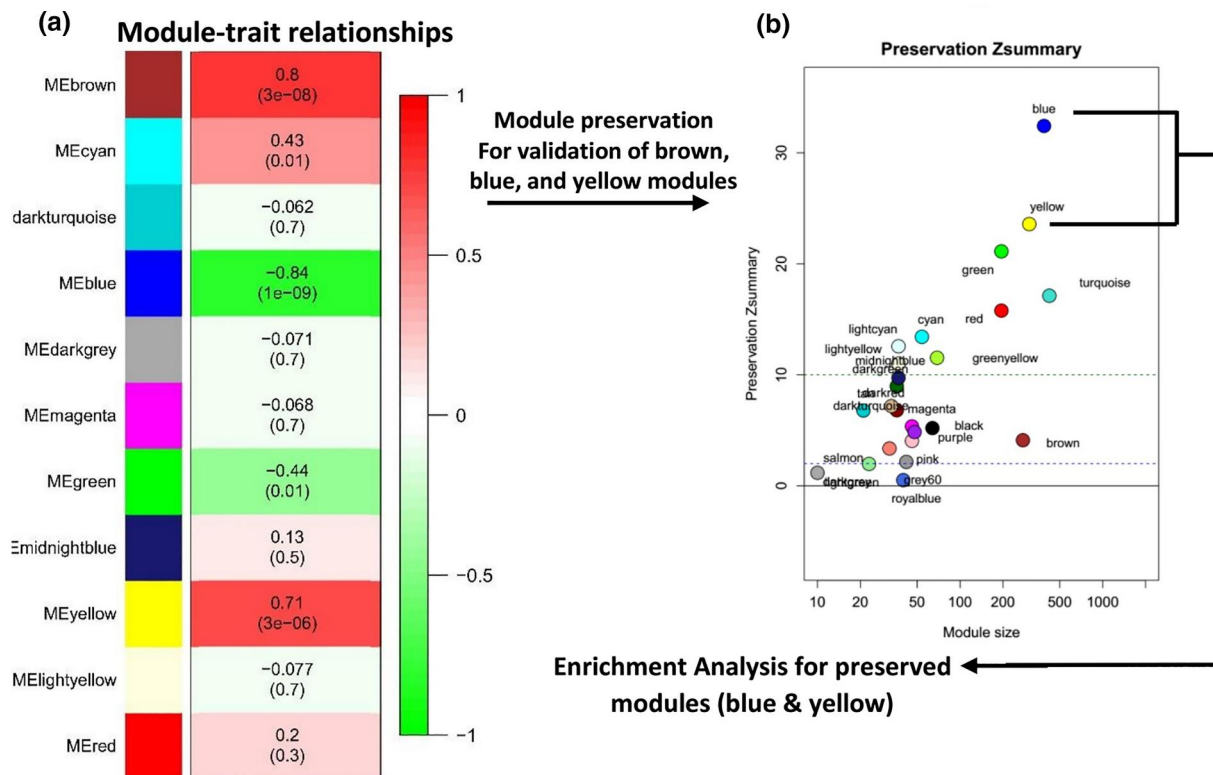 (a)
Module-trait relationships
MEbrown
0.8
(3e−08)
MEcyan
0.43
(0.01)
darkturquoise
−0.062
(0.7)
MEblue
−0.84
(1e−09)
MEdarkgrey
−0.071
(0.7)
MEmagenta
−0.068
(0.7)
MEgreen
−0.44
(0.01)
Emidnightblue
0.13
(0.5)
MEyellow
0.71
(3e−06)
MElightyellow
−0.077
(0.7)
MEred
0.2
(0.3)
1
0.5
0
−0.5
−1
Module preservation
For validation of brown,
blue, and yellow modules
(b)
Preservation Zsummary
Preservation Zsummary
30
20
10
0
blue
yellow
green
turquoise
red
cyan
lightcyan
lightyellow
greenyellow
midnightblue
darkgreen
tan
darkred
darkturquoise
magenta
black
purple
brown
salmon
pink
darkgrey
grey60
royalblue
10
20
50
100
200
500
1000
Module size
Enrichment Analysis for preserved
modules (blue & yellow)